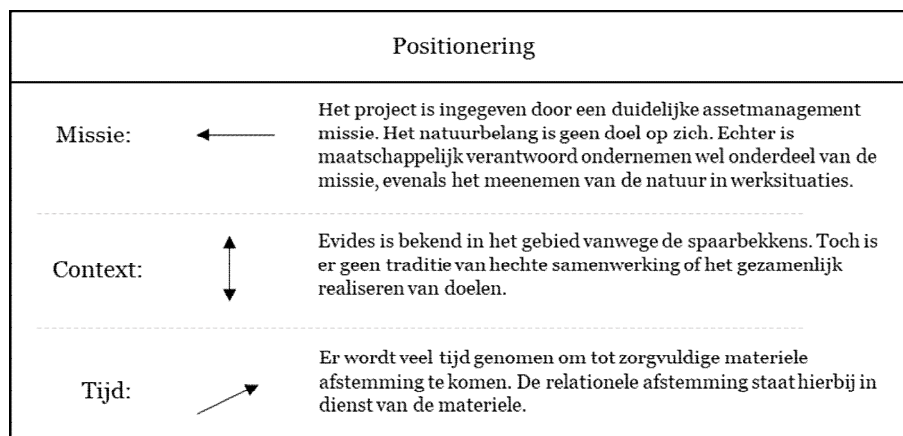 Positionering
Missie:
Het project is ingegeven door een duidelijke assetmanagement
missie. Het natuurbelang is geen doel op zich. Echter is
maatschappelijk verantwoord ondernemen wel onderdeel van de
missie, evenals het meenemen van de natuur in werksituaties.
Context:
Evides is bekend in het gebied vanwege de spaarbekkens. Toch is
er geen traditie van hechte samenwerking of het gezamenlijk
realiseren van doelen.
Tijd:
Er wordt veel tijd genomen om tot zorgvuldige materiele
afstemming te komen. De relationele afstemming staat hierbij in
dienst van de materiele.